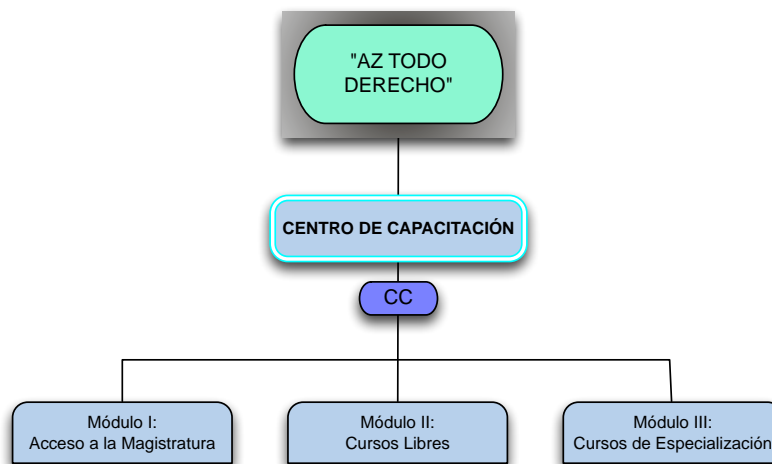 "AZ TODO
DERECHO"
CENTRO DE CAPACITACIÓN
CC
Módulo I:
Acceso a la Magistratura
Módulo II:
Cursos Libres
Módulo III:
Cursos de Especialización